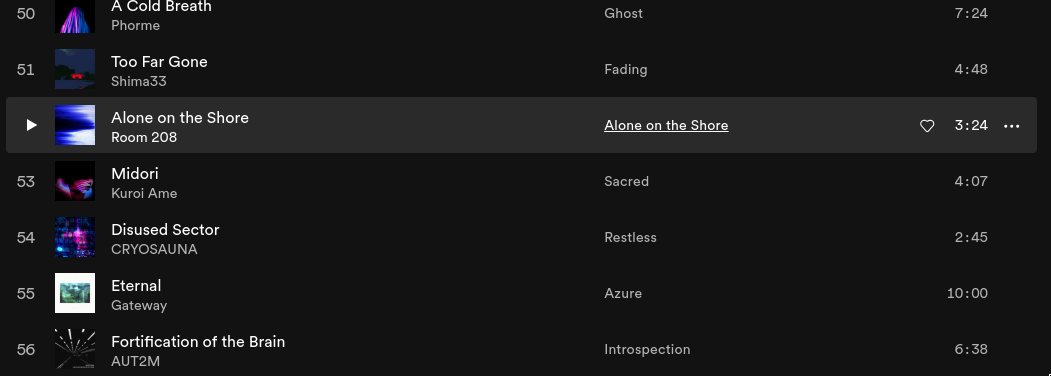 50 A Cold Breath Ghost 7:24
Phorme
51 Too Far Gone Fading 4:48
Shima33
Alone on the Shore Alone on the Shore 3:24
Room 208
53 Midori Sacred 4:07
Kuroi Ame
54 Disused Sector Restless 2:45
CRYOSAUNA
55 Eternal Azure 10:00
Gateway
56 Fortification of the Brain Introspection 6:38
AUT2M